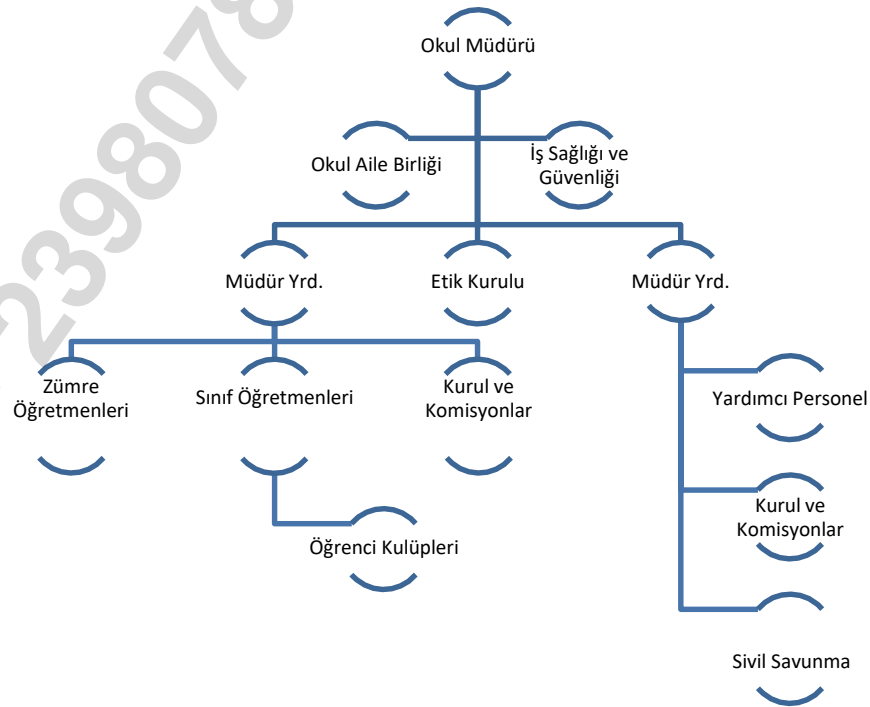 Okul Müdürü
Okul Aile Birliği
İş Sağlığı ve
Güvenliği
Müdür Yrd.
Etik Kurulu
Müdür Yrd.
Zümre
Öğretmenleri
Sınıf Öğretmenleri
Kurul ve
Komisyonlar
Yardımcı Personel
Kurul ve
Komisyonlar
Öğrenci Kulüpleri
Sivil Savunma